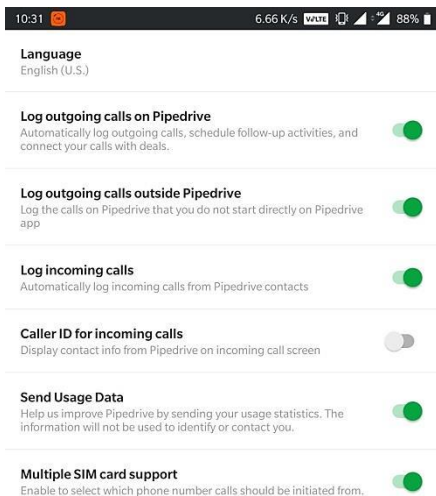 10:31 6.66 K/s VoLTE 4G 88%
Language
English (U.S.)
Log outgoing calls on Pipedrive
Automatically log outgoing calls, schedule follow-up activities, and
connect your calls with deals.
Log outgoing calls outside Pipedrive
Log the calls on Pipedrive that you do not start directly on Pipedrive
app
Log incoming calls
Automatically log incoming calls from Pipedrive contacts
Caller ID for incoming calls
Display contact info from Pipedrive on incoming call screen
Send Usage Data
Help us improve Pipedrive by sending your usage statistics. The
information will not be used to identify or contact you.
Multiple SIM card support
Enable to select which phone number calls should be initiated from.